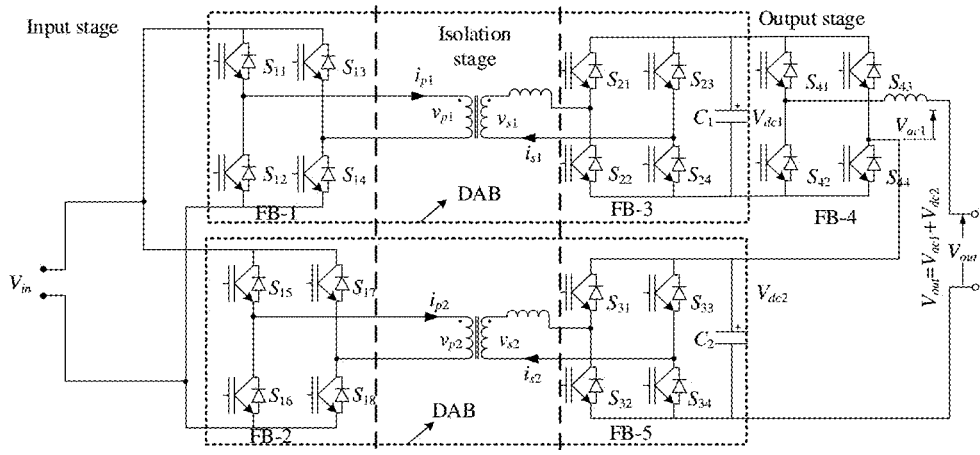 Input stage
Isolation stage
Output stage
S11
S13
S12
S14
FB-1
ip1
vp1
vs1
is1
DAB
S21
S23
S22
S24
FB-3
C1
+
Vdc1
S41
S43
S42
S44
FB-4
Vac1
Vin
S15
S17
S16
S18
FB-2
ip2
vp2
vs2
is2
DAB
S31
S33
S32
S34
FB-5
C2
+
Vdc2
Vout=Vac1+Vdc2
Vout